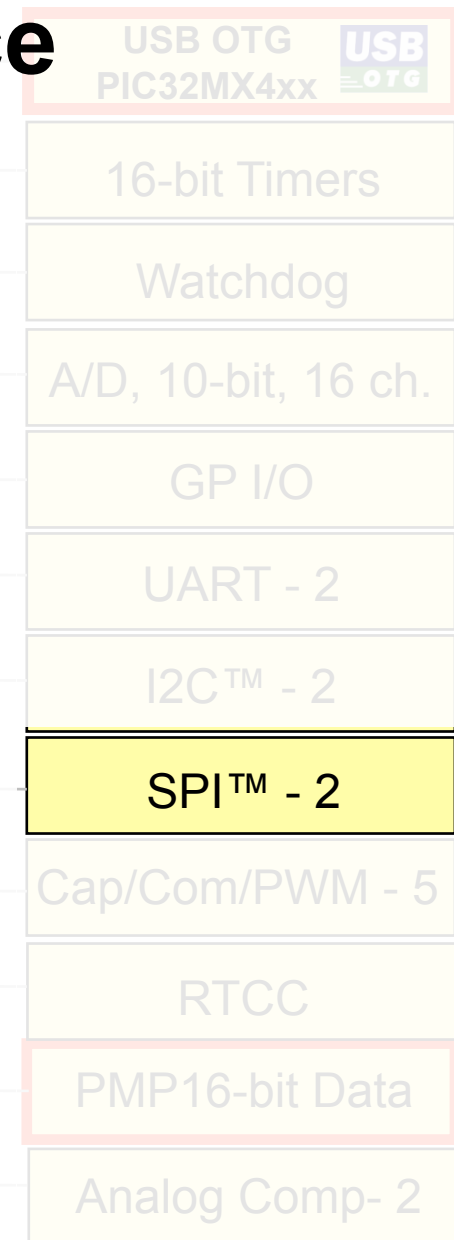 ce
USB OTG
PIC32MX4xx
USB
OTG
16-bit Timers
Watchdog
A/D, 10-bit, 16 ch.
GP I/O
UART - 2
I2C™ - 2
SPI™ - 2
Cap/Com/PWM - 5
RTCC
PMP16-bit Data
Analog Comp- 2